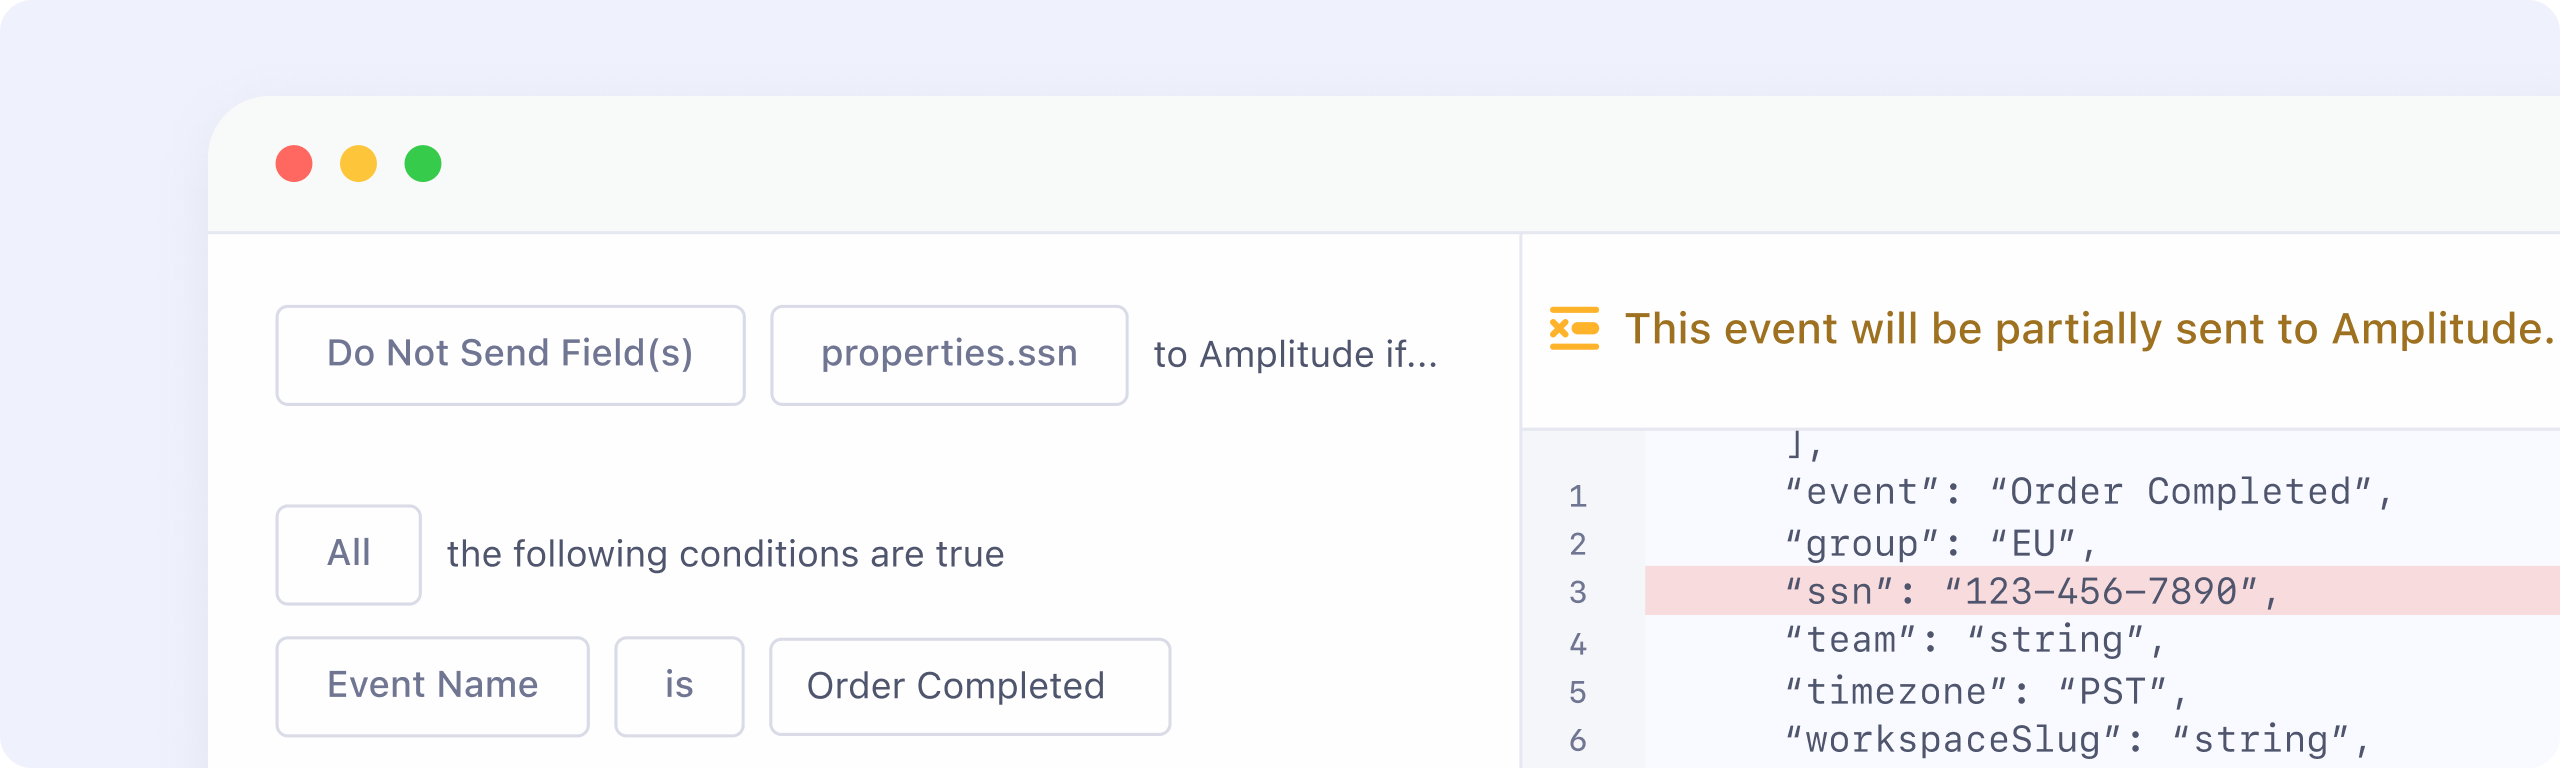 Do Not Send Field(s) properties.ssn to Amplitude if...
All the following conditions are true
Event Name is Order Completed
This event will be partially sent to Amplitude.
],
1 “event”: “Order Completed”,
2 “group”: “EU”,
3 “ssn”: “123–456–7890”,
4 “team”: “string”,
5 “timezone”: “PST”,
6 “workspaceSlug”: “string”,